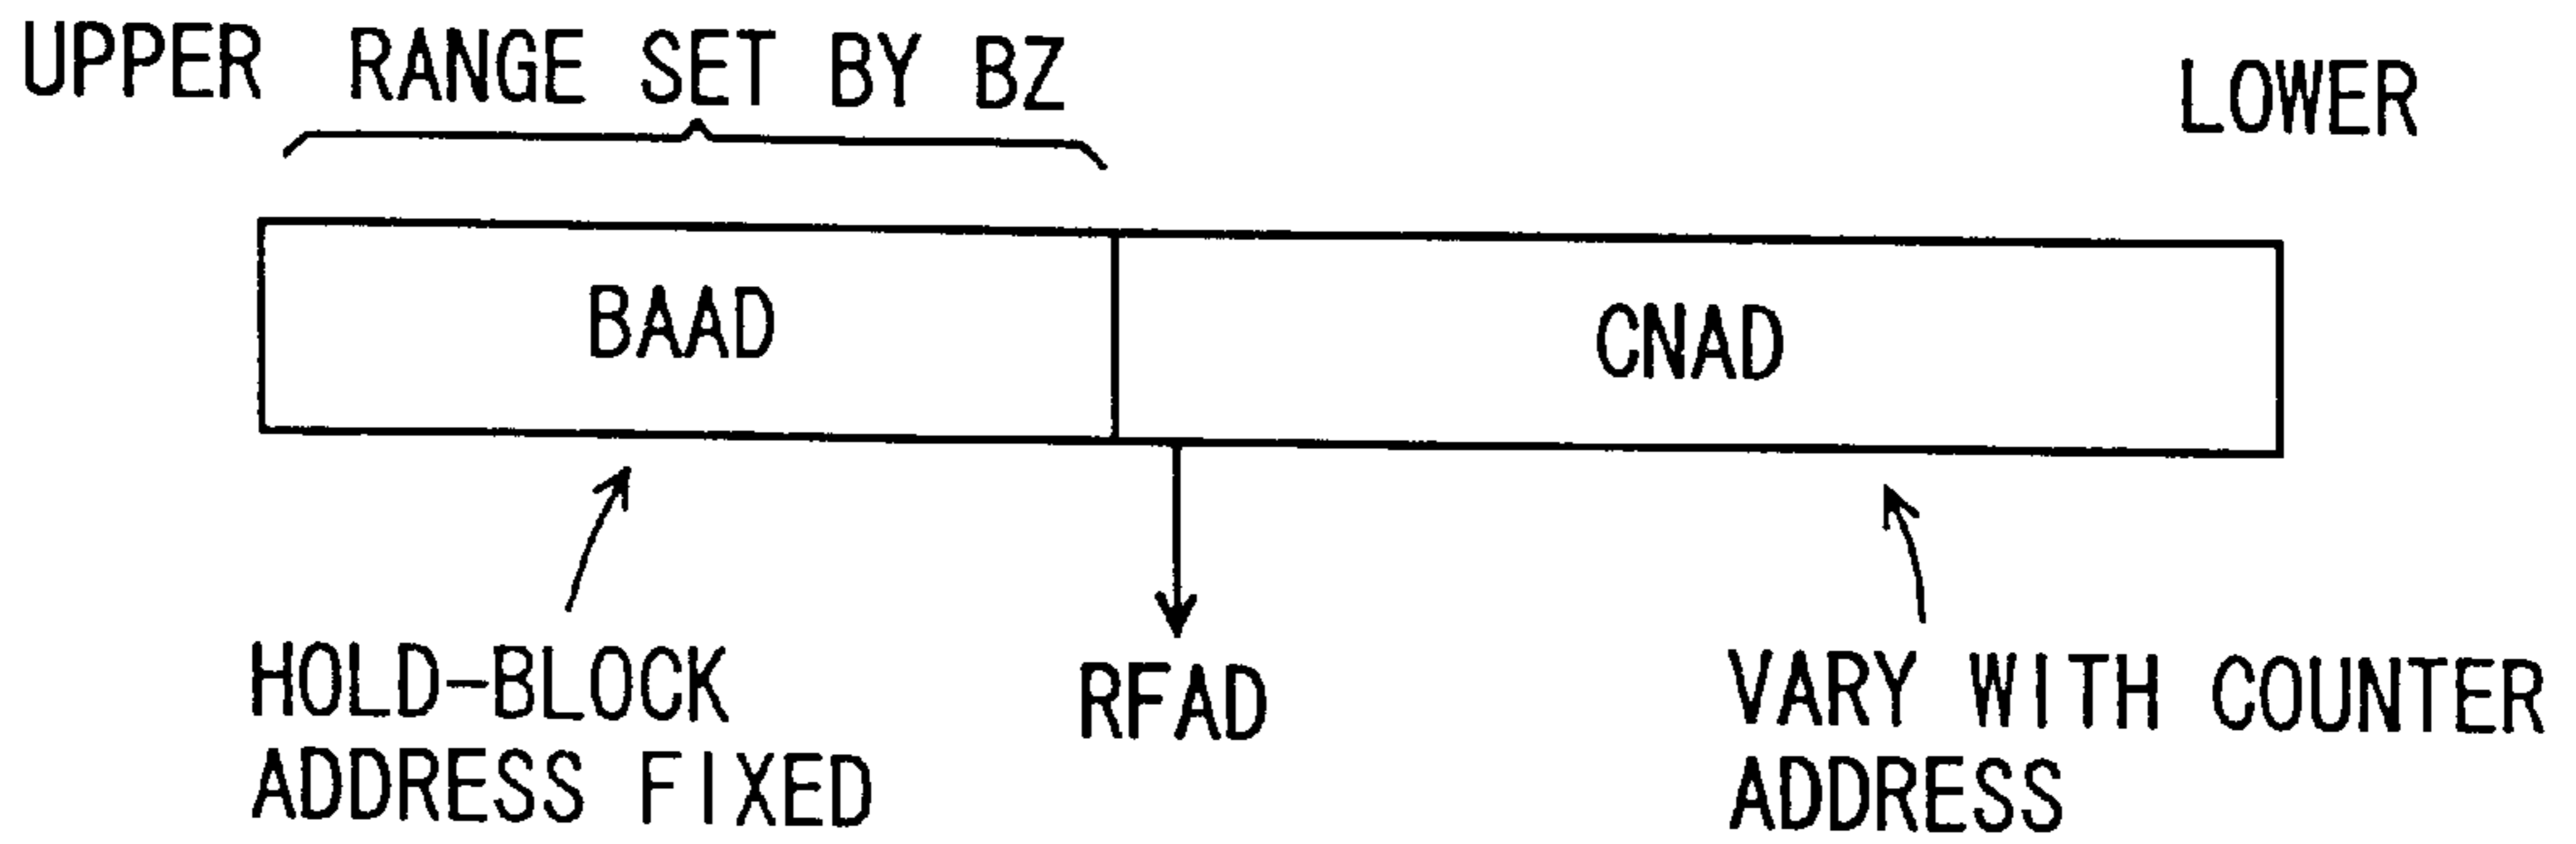 UPPER RANGE SET BY BZ LOWER
BAAD CNAD
HOLD-BLOCK
ADDRESS FIXED
RFAD
VARY WITH COUNTER
ADDRESS